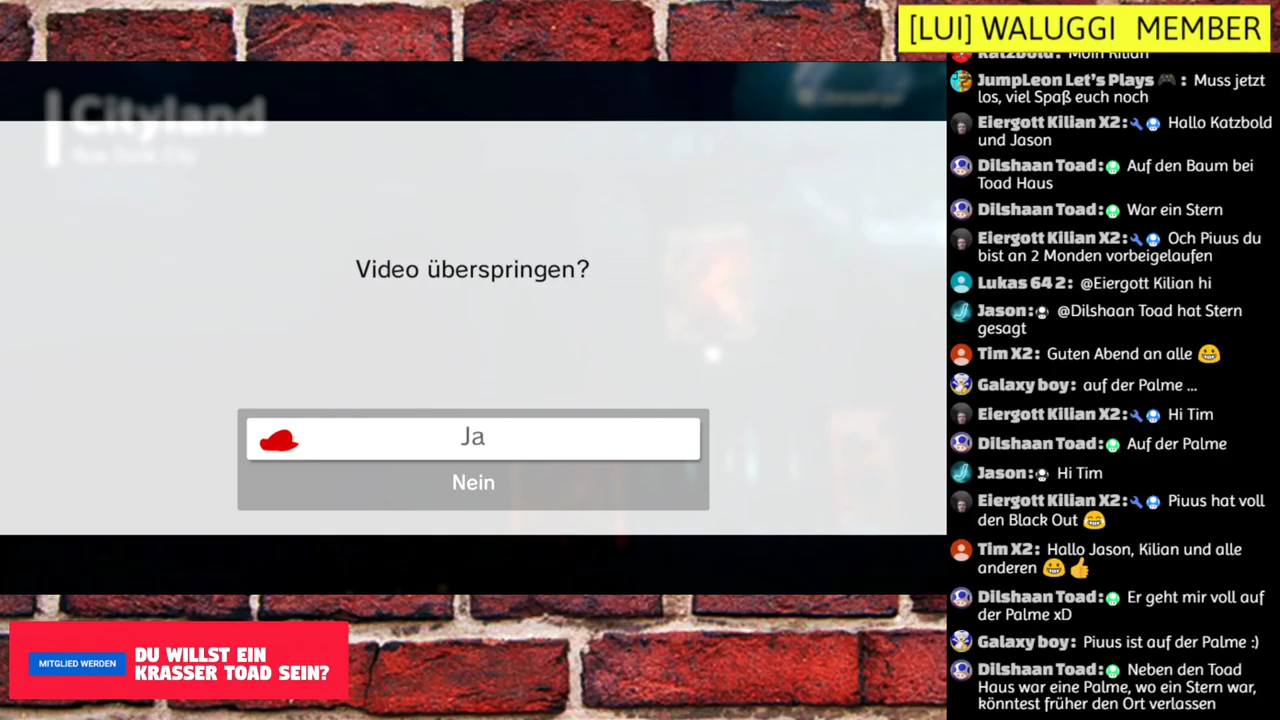 [LUI] WALUGGI MEMBER
Katzbold: Moin Kilian
JumpLeon Let's Plays 🎮 : Muss jetzt
los, viel Spaß euch noch
Eiergott Kilian X2: Hallo Katzbold
und Jason
Dilshaan Toad: Auf den Baum bei
Toad Haus
Dilshaan Toad: War ein Stern
Eiergott Kilian X2: Och Piuus du
bist an 2 Monden vorbeigelaufen
Lukas 64 2: @Eiergott Kilian hi
Jason: @Dilshaan Toad hat Stern
gesagt
Tim X2: Guten Abend an alle 😀
Galaxy boy: auf der Palme ...
Eiergott Kilian X2: Hi Tim
Dilshaan Toad: Auf der Palme
Jason: Hi Tim
Eiergott Kilian X2: Piuus hat voll
den Black Out 😂
Tim X2: Hallo Jason, Kilian und alle
anderen 😀👍
Dilshaan Toad: Er geht mir voll auf
der Palme xD
Galaxy boy: Piuus ist auf der Palme :)
Dilshaan Toad: Neben den Toad
Haus war eine Palme, wo ein Stern war,
könntest früher den Ort verlassen
Cityland
Video überspringen?
Ja
Nein
MITGLIED WERDEN
DU WILLST EIN
KRASSER TOAD SEIN?